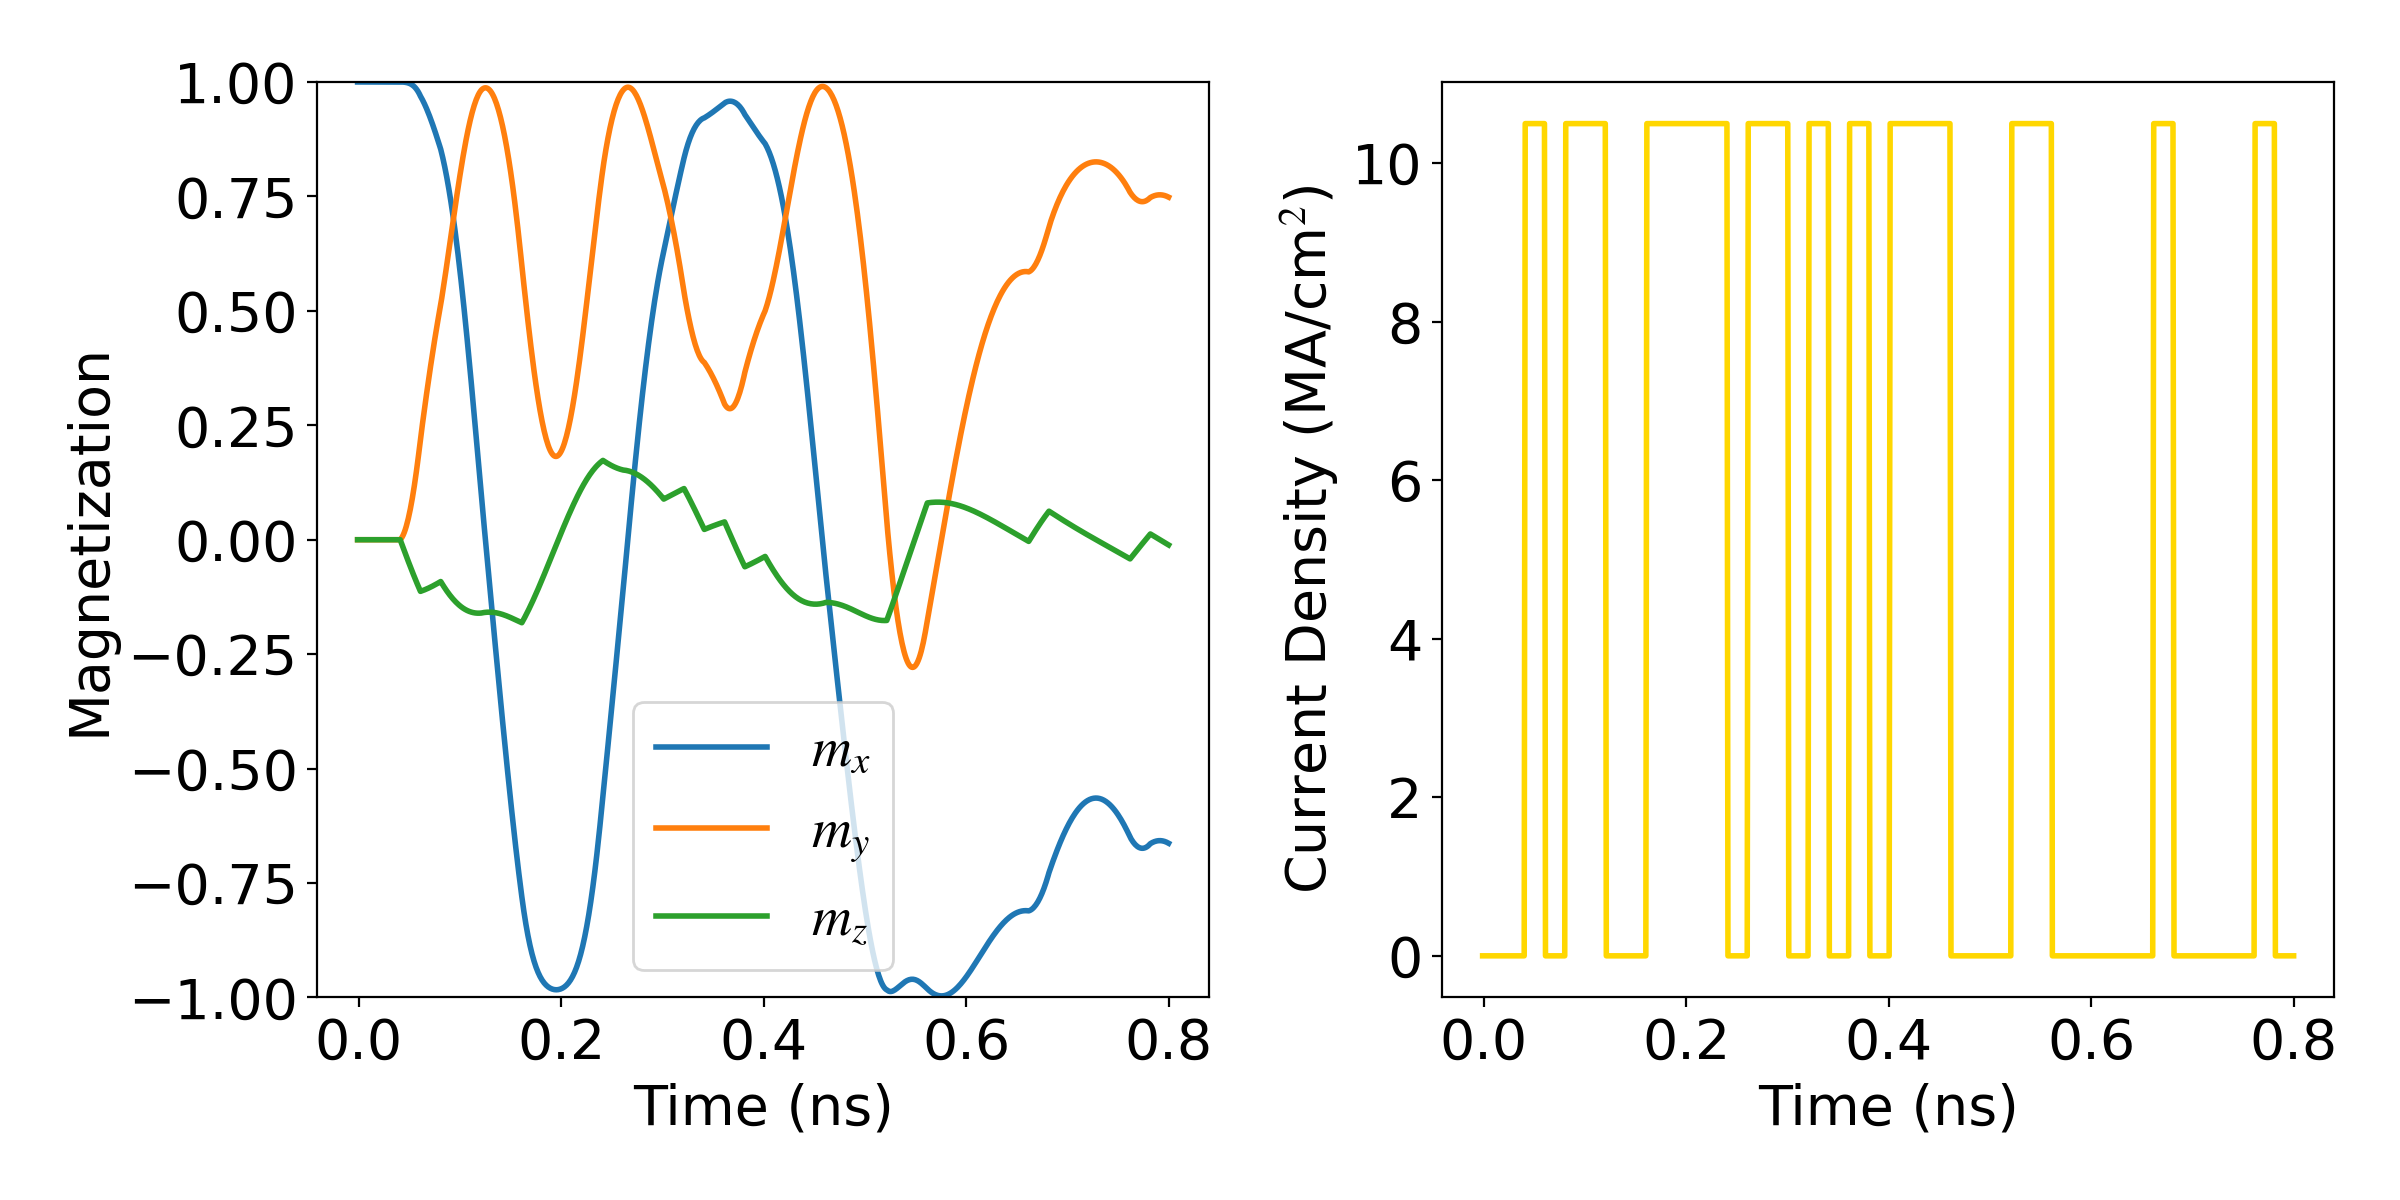 1.00
0.75
0.50
0.25
0.00
−0.25
−0.50
−0.75
−1.00
Magnetization
0.0 0.2 0.4 0.6 0.8
Time (ns)
m_x
m_y
m_z
10
8
6
4
2
0
Current Density (MA/cm²)
0.0 0.2 0.4 0.6 0.8
Time (ns)